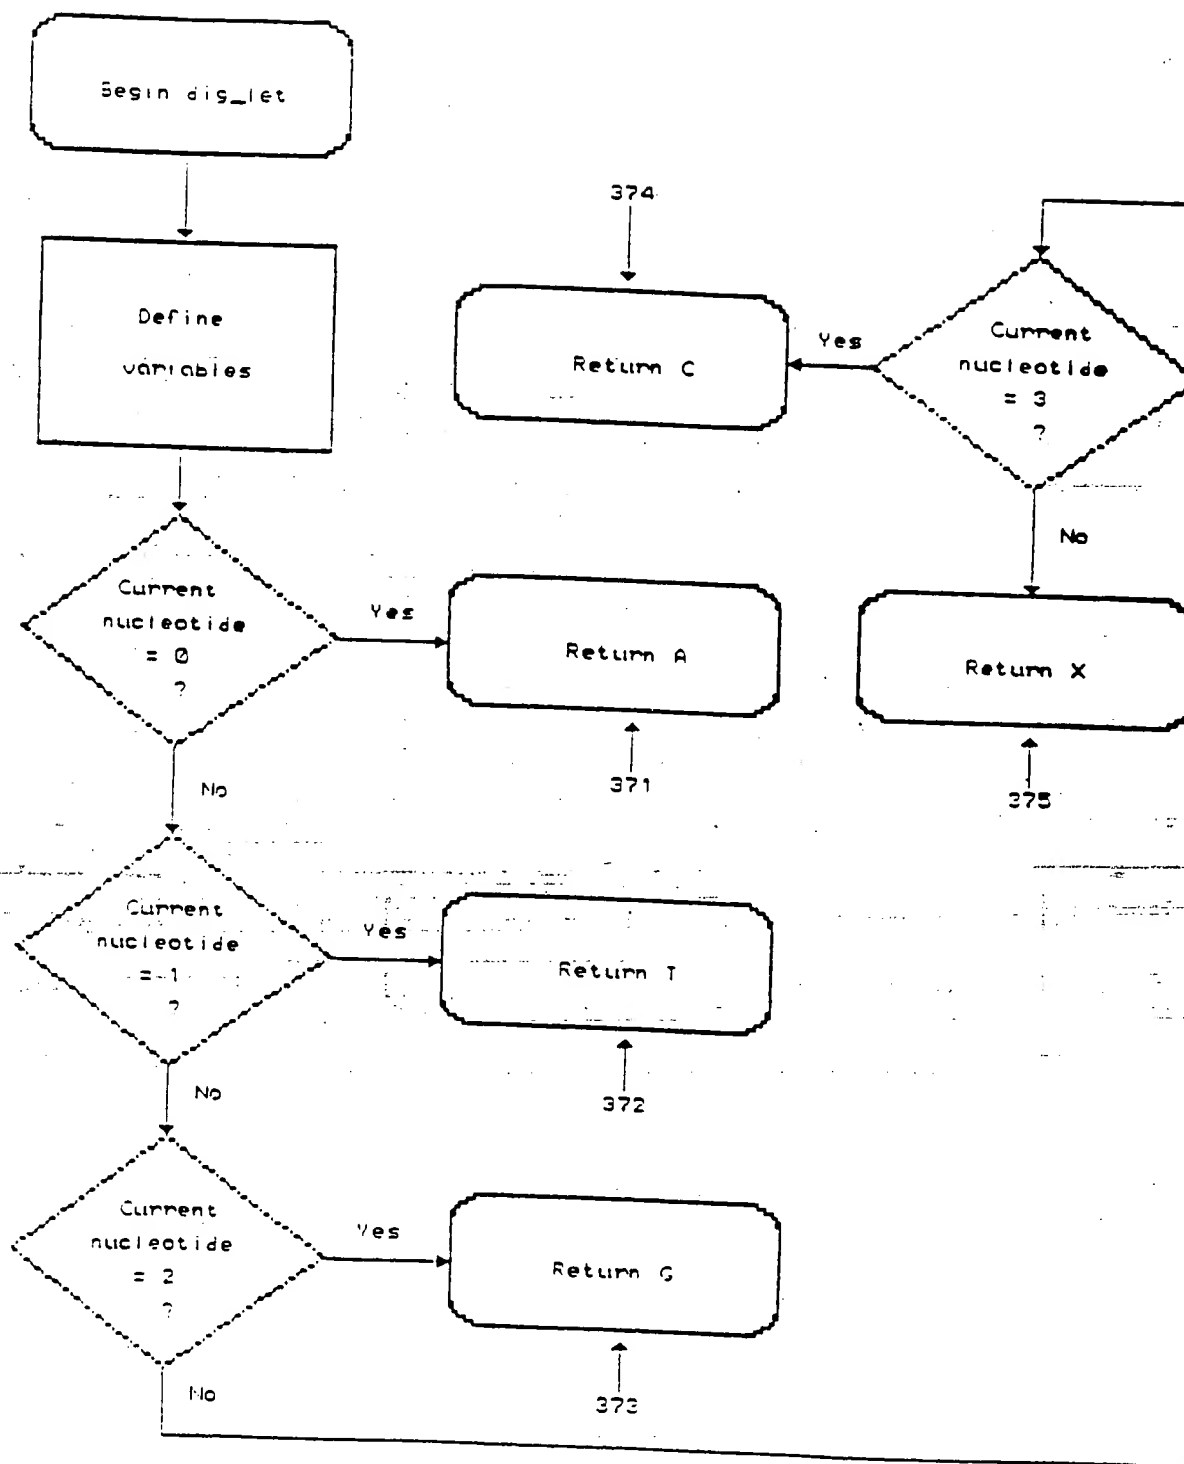 Begin dis_let
Define
variables
Current
nucleotide
= 0
?
Yes
Return A
371
No
Current
nucleotide
= 1
?
Yes
Return T
372
No
Current
nucleotide
= 2
?
Yes
Return G
373
No
Current
nucleotide
= 3
?
Yes
Return C
374
No
Return X
375